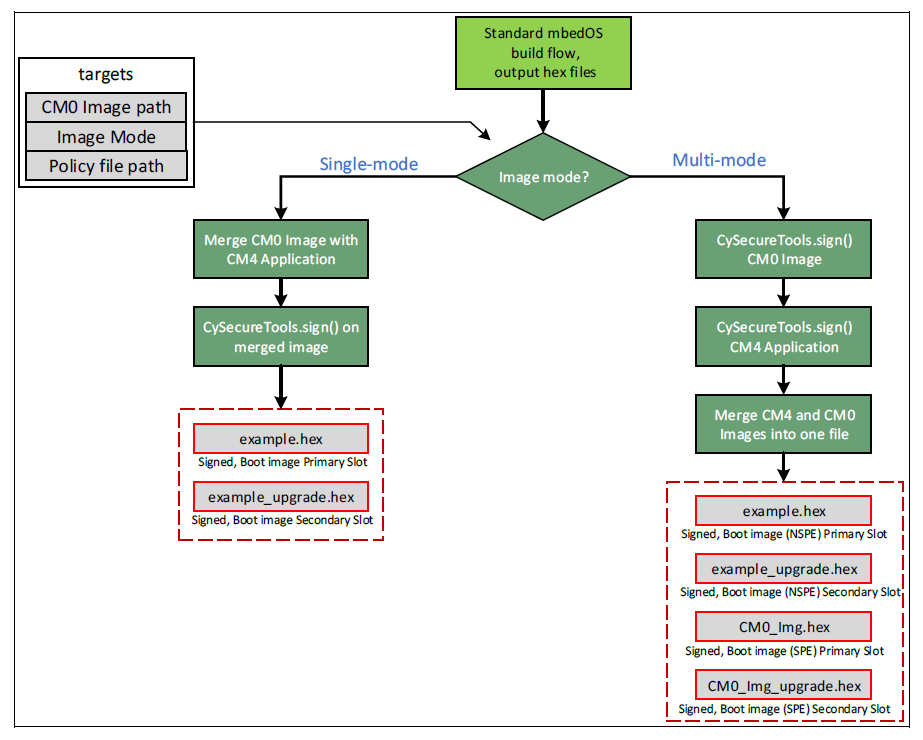 Standard mbedOS
build flow,
output hex files
targets
CM0 Image path
Image Mode
Policy file path
Single-mode
Image mode?
Multi-mode
Merge CM0 Image with
CM4 Application
CySecureTools.sign() on
merged image
example.hex
Signed, Boot image Primary Slot
example_upgrade.hex
Signed, Boot image Secondary Slot
CySecureTools.sign()
CM0 Image
CySecureTools.sign()
CM4 Application
Merge CM4 and CM0
Images into one file
example.hex
Signed, Boot image (NSPE) Primary Slot
example_upgrade.hex
Signed, Boot image (NSPE) Secondary Slot
CM0_Img.hex
Signed, Boot image (SPE) Primary Slot
CM0_Img_upgrade.hex
Signed, Boot image (SPE) Secondary Slot